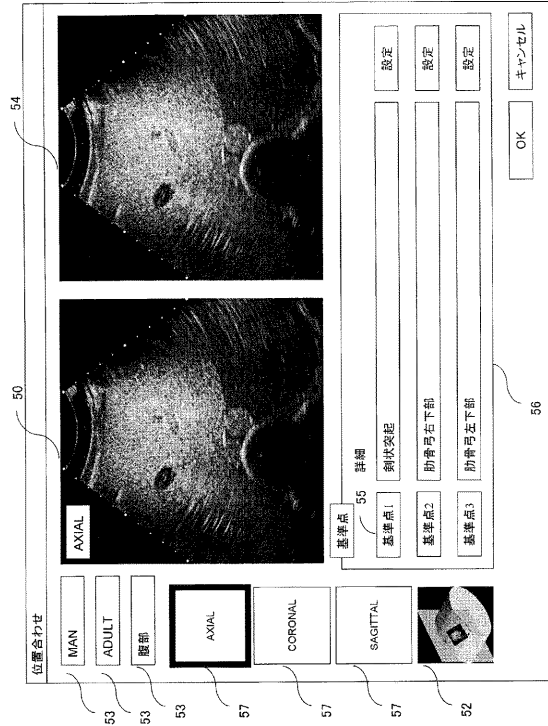 50
54
位置合わせ
53
MAN
53
ADULT
53
腹部
57
AXIAL
57
CORONAL
57
SAGITTAL
52
AXIAL
基準点
詳細
55
基準点1
剣状突起
設定
基準点2
肋骨弓右下部
設定
基準点3
肋骨弓左下部
設定
56
OK
キャンセル